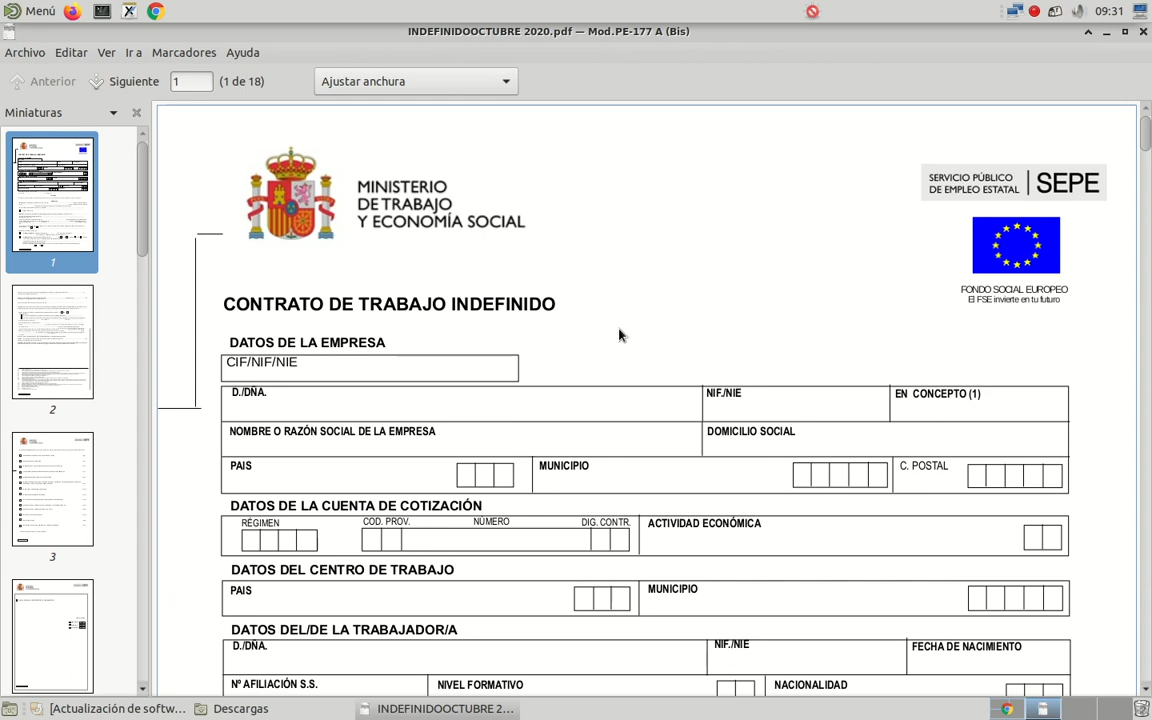 Menú
09:31
INDEFINIDOOCTUBRE 2020.pdf — Mod.PE-177 A (Bis)
Archivo Editar Ver Ir a Marcadores Ayuda
Anterior Siguiente 1 (1 de 18) Ajustar anchura
Miniaturas
1
2
3
MINISTERIO
DE TRABAJO
Y ECONOMÍA SOCIAL
SERVICIO PÚBLICO
DE EMPLEO ESTATAL
SEPE
FONDO SOCIAL EUROPEO
El FSE invierte en tu futuro
CONTRATO DE TRABAJO INDEFINIDO
DATOS DE LA EMPRESA
CIF/NIF/NIE
D./DÑA. NIF./NIE EN CONCEPTO (1)
NOMBRE O RAZÓN SOCIAL DE LA EMPRESA DOMICILIO SOCIAL
PAIS MUNICIPIO C. POSTAL
DATOS DE LA CUENTA DE COTIZACIÓN
RÉGIMEN COD. PROV. NÚMERO DIG. CONTR. ACTIVIDAD ECONÓMICA
DATOS DEL CENTRO DE TRABAJO
PAIS MUNICIPIO
DATOS DEL/DE LA TRABAJADOR/A
D./DÑA. NIF./NIE FECHA DE NACIMIENTO
Nº AFILIACIÓN S.S. NIVEL FORMATIVO NACIONALIDAD
[Actualización de softw... Descargas INDEFINIDOOCTUBRE 2...